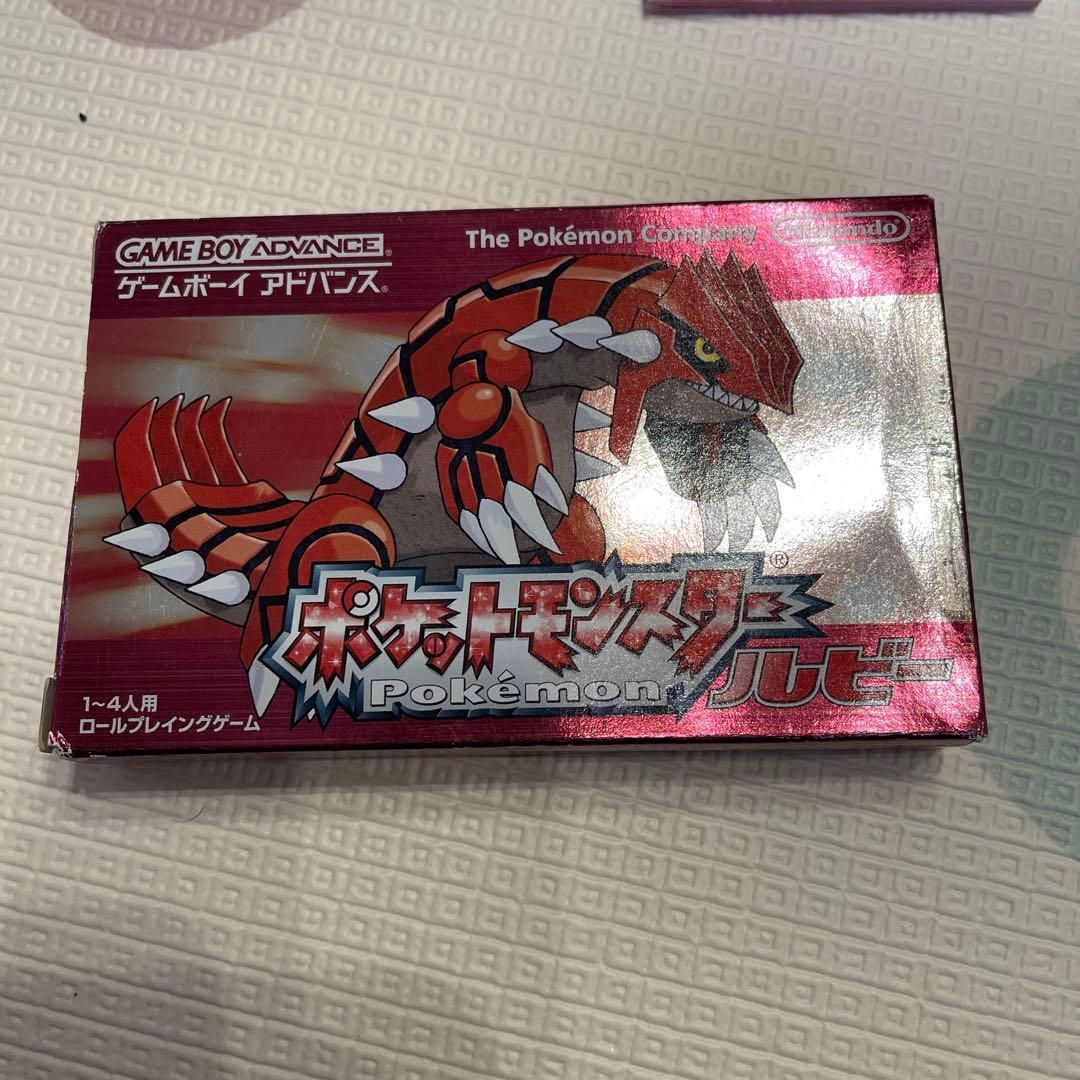 GAME BOY ADVANCE®
ゲームボーイ アドバンス®
The Pokémon Company
Nintendo
ポケットモンスター®
Pokémon
ルビー
1～4人用
ロールプレイングゲーム